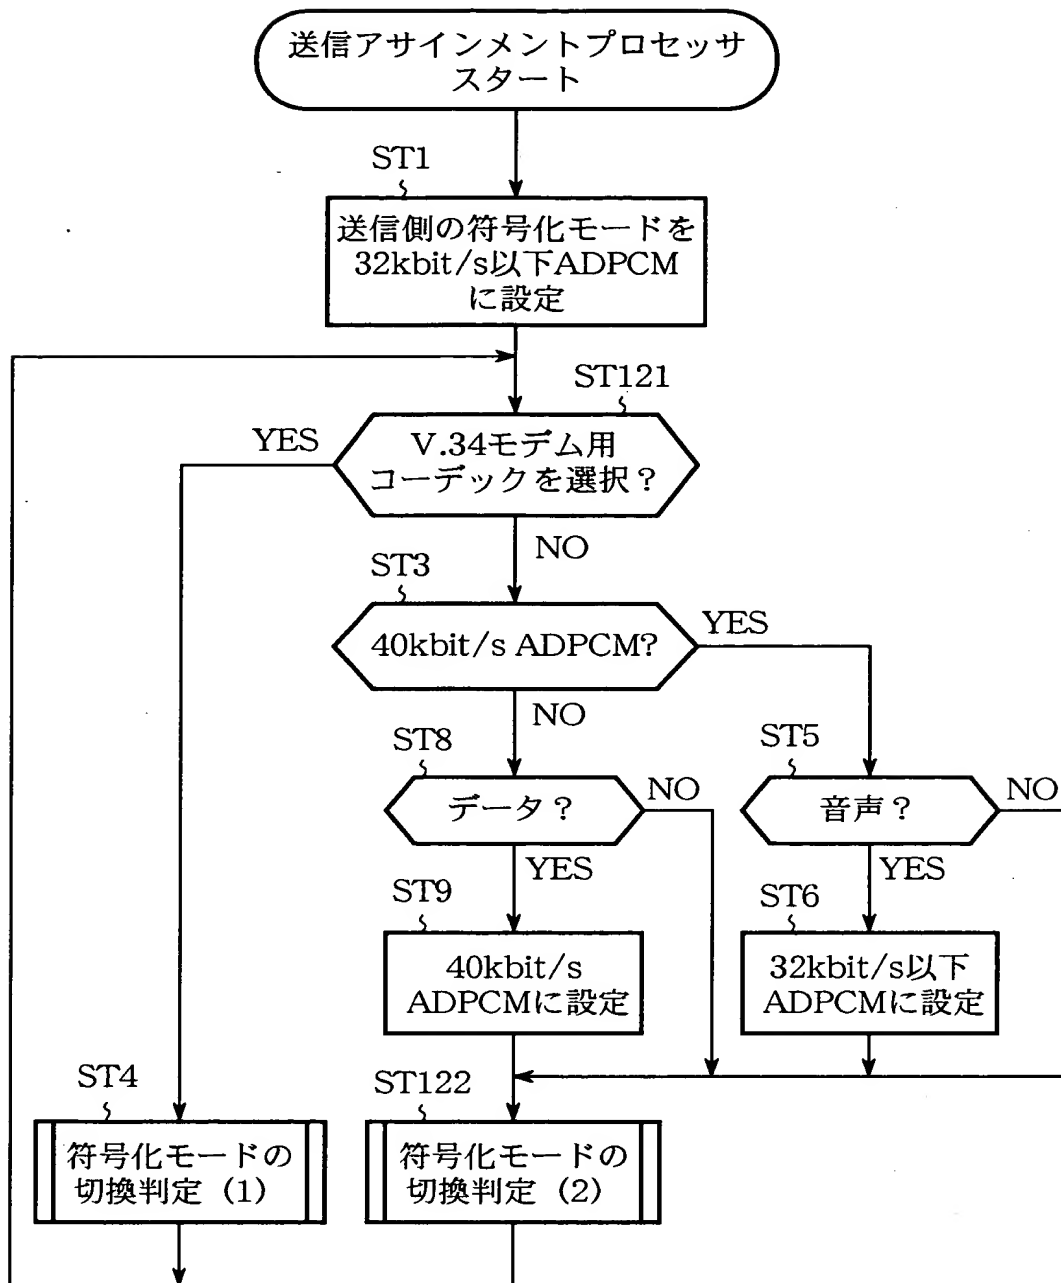 送信アサインメントプロセッサ
スタート
ST1
送信側の符号化モードを
32kbit/s以下ADPCM
に設定
ST121
YES
V.34モデム用
コーデックを選択？
NO
ST3
40kbit/s ADPCM?
YES
NO
ST8
データ？
NO
ST5
音声？
NO
YES
YES
ST9
40kbit/s
ADPCMに設定
ST6
32kbit/s以下
ADPCMに設定
ST4
符号化モードの
切換判定（1）
ST122
符号化モードの
切換判定（2）